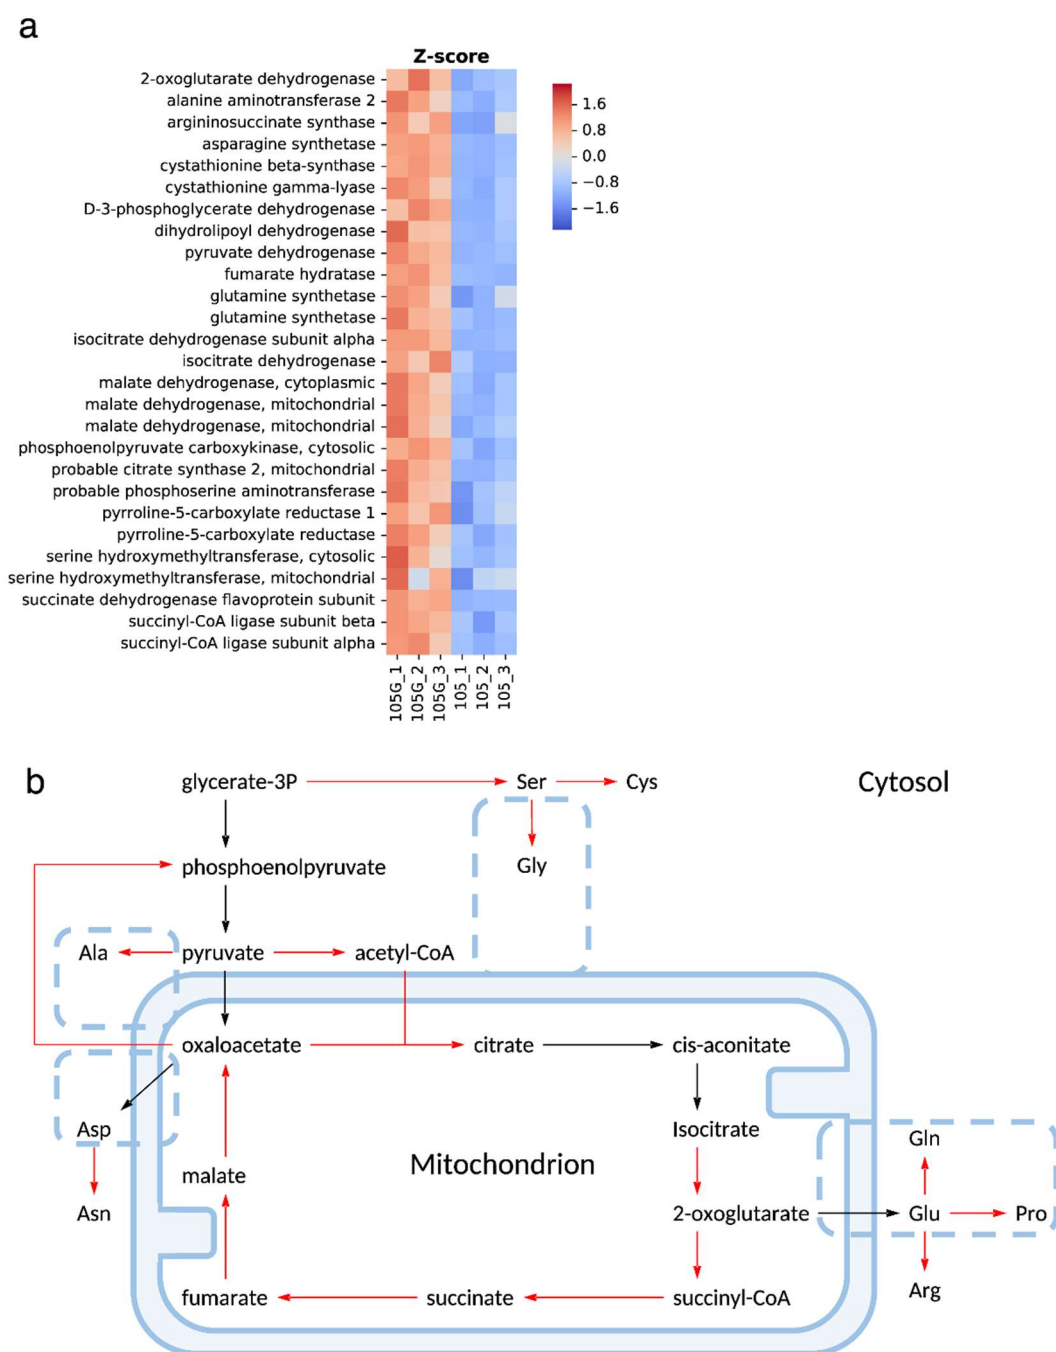 a
Z-score
2-oxoglutarate dehydrogenase
alanine aminotransferase 2
argininosuccinate synthase
asparagine synthetase
cystathionine beta-synthase
cystathionine gamma-lyase
D-3-phosphoglycerate dehydrogenase
dihydrolipoyl dehydrogenase
pyruvate dehydrogenase
fumarate hydratase
glutamine synthetase
glutamine synthetase
isocitrate dehydrogenase subunit alpha
isocitrate dehydrogenase
malate dehydrogenase, cytoplasmic
malate dehydrogenase, mitochondrial
malate dehydrogenase, mitochondrial
phosphoenolpyruvate carboxykinase, cytosolic
probable citrate synthase 2, mitochondrial
probable phosphoserine aminotransferase
pyrroline-5-carboxylate reductase 1
pyrroline-5-carboxylate reductase
serine hydroxymethyltransferase, cytosolic
serine hydroxymethyltransferase, mitochondrial
succinate dehydrogenase flavoprotein subunit
succinyl-CoA ligase subunit beta
succinyl-CoA ligase subunit alpha
1.6
0.8
0.0
−0.8
−1.6
105G_1
105G_2
105G_3
105_1
105_2
105_3
b
glycerate-3P Ser Cys Cytosol
phosphoenolpyruvate Gly
Ala pyruvate acetyl-CoA
oxaloacetate citrate cis-aconitate
Asp Isocitrate Gln
malate Mitochondrion
Asn 2-oxoglutarate Glu Pro
fumarate succinate succinyl-CoA Arg